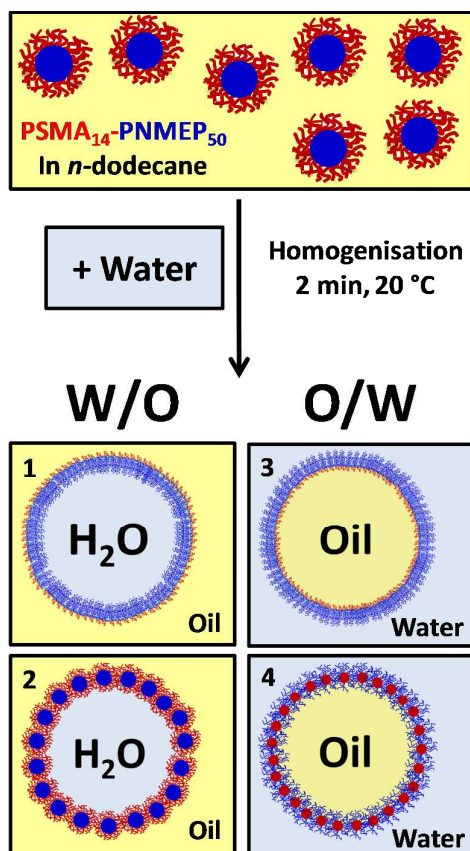 PSMA₁₄-PNMEP₅₀
In n-dodecane
+ Water
Homogenisation
2 min, 20 °C
W/O
O/W
1
H₂O
Oil
3
Oil
Water
2
H₂O
Oil
4
Oil
Water